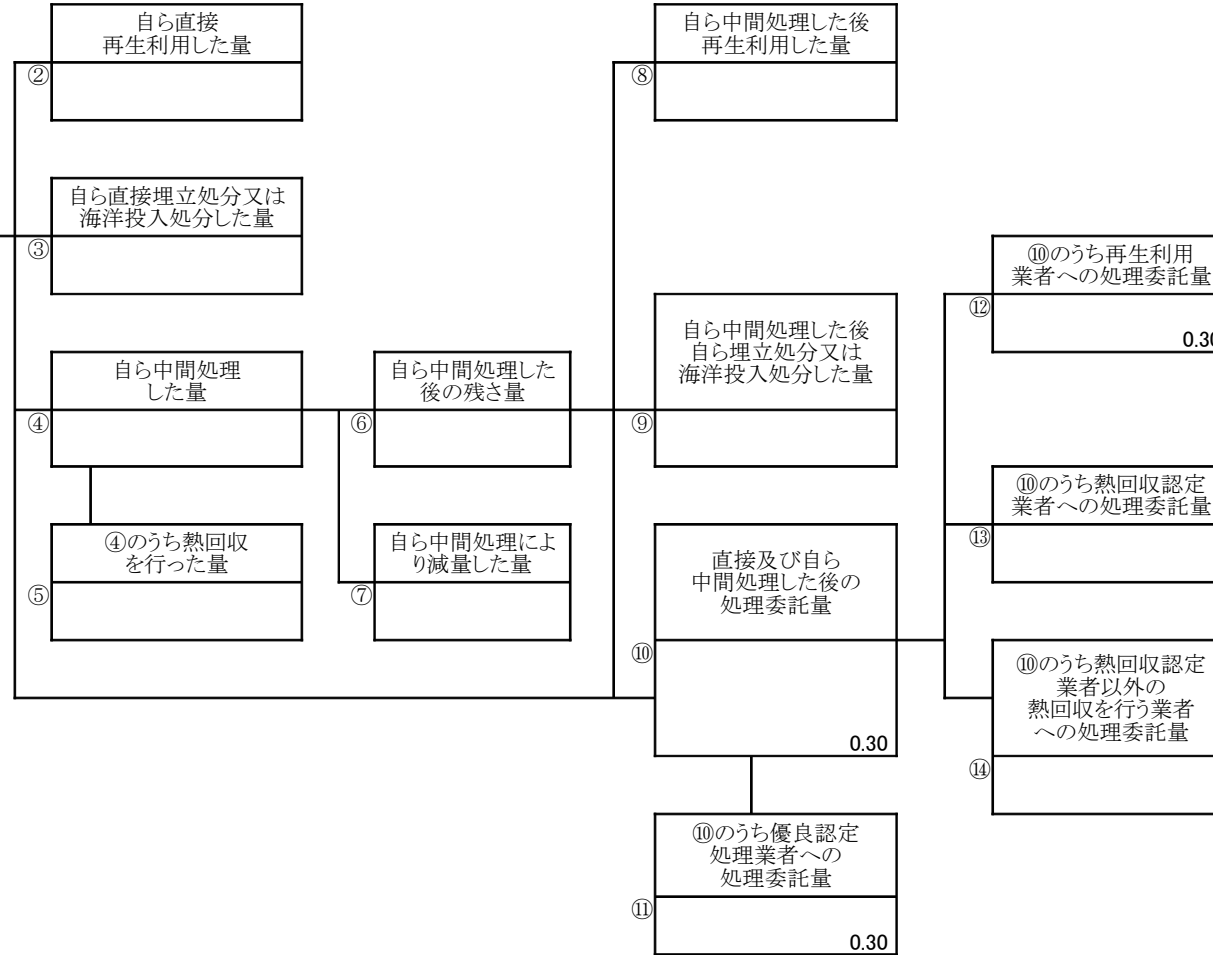 自ら直接
再生利用した量
②
自ら中間処理した後
再生利用した量
⑧
自ら直接埋立処分又は
海洋投入処分した量
③
⑩のうち再生利用
業者への処理委託量
⑫
0.30
自ら中間処理した後
自ら埋立処分又は
海洋投入処分した量
⑨
自ら中間処理
した量
④
自ら中間処理した
後の残さ量
⑥
⑩のうち熱回収認定
業者への処理委託量
⑬
④のうち熱回収
を行った量
⑤
自ら中間処理によ
り減量した量
⑦
直接及び自ら
中間処理した後の
処理委託量
⑩
0.30
⑩のうち熱回収認定
業者以外の
熱回収を行う業者
への処理委託量
⑭
⑩のうち優良認定
処理業者への
処理委託量
⑪
0.30